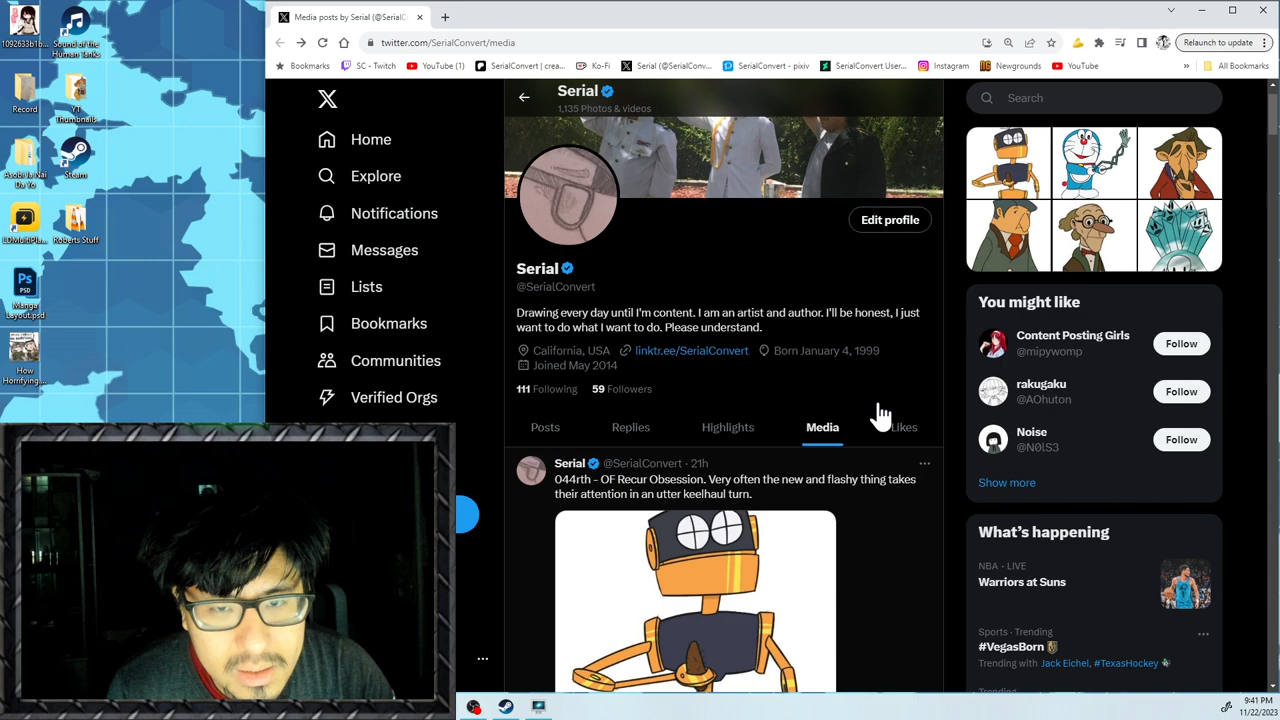 1092633b1b...
Sound of the
Human Tanks
Record
YT
Thumbnails
Asobi Ja Nai
Da Yo
Steam
LDMultiPla...
Roberts Stuff
Ps
PSD
Manga
Layout.psd
How
Horrifying...
Media posts by Serial (@SerialC
twitter.com/SerialConvert/media
Relaunch to update
Bookmarks
SC - Twitch
YouTube (1)
SerialConvert | crea...
Ko-Fi
Serial (@SerialConv...
SerialConvert - pixiv
SerialConvert User...
Instagram
Newgrounds
YouTube
»
All Bookmarks
Home
Explore
Notifications
Messages
Lists
Bookmarks
Communities
Verified Orgs
Serial
1,135 Photos & videos
Edit profile
Serial
@SerialConvert
Drawing every day until I'm content. I am an artist and author. I'll be honest, I just
want to do what I want to do. Please understand.
California, USA linktr.ee/SerialConvert Born January 4, 1999
Joined May 2014
111 Following 59 Followers
Posts
Replies
Highlights
Media
Likes
Serial @SerialConvert · 21h
044rth - OF Recur Obsession. Very often the new and flashy thing takes
their attention in an utter keelhaul turn.
Search
You might like
Content Posting Girls
@mipywomp
Follow
rakugaku
@AOhuton
Follow
Noise
@N0lS3
Follow
Show more
What's happening
NBA · LIVE
Warriors at Suns
Sports · Trending
#VegasBorn
Trending with Jack Eichel, #TexasHockey
Trending
9:41 PM
11/22/2023